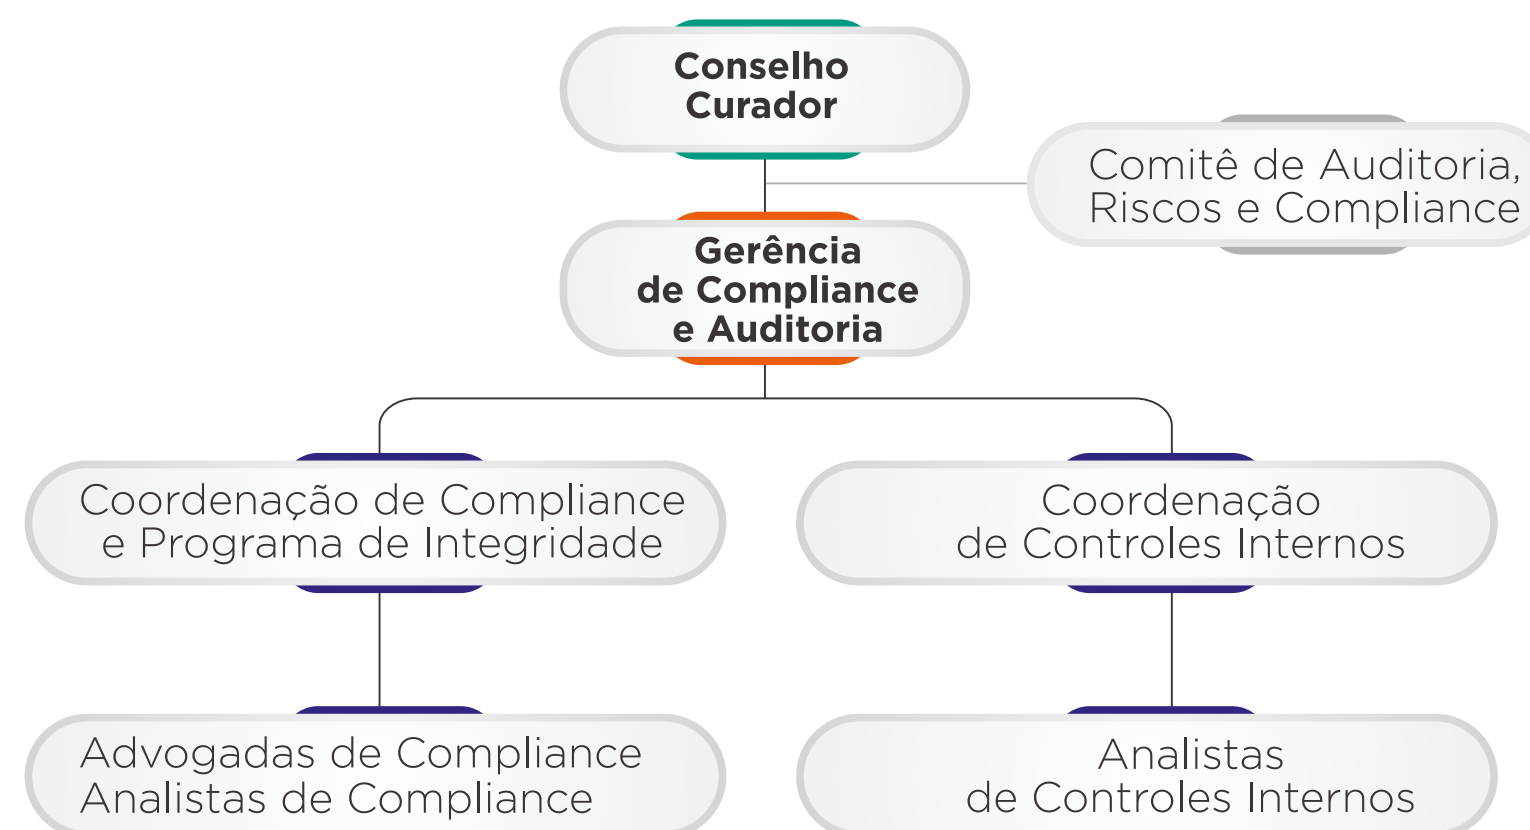 Conselho
Curador
Comitê de Auditoria,
Riscos e Compliance
Gerência
de Compliance
e Auditoria
Coordenação de Compliance
e Programa de Integridade
Coordenação
de Controles Internos
Advogadas de Compliance
Analistas de Compliance
Analistas
de Controles Internos